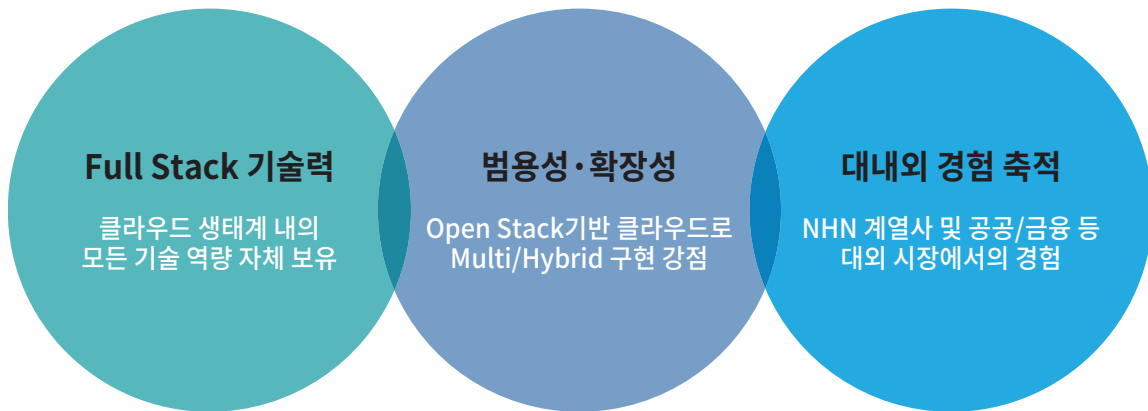 Full Stack 기술력
클라우드 생태계 내의
모든 기술 역량 자체 보유
범용성·확장성
Open Stack기반 클라우드로
Multi/Hybrid 구현 강점
대내외 경험 축적
NHN 계열사 및 공공/금융 등
대외 시장에서의 경험